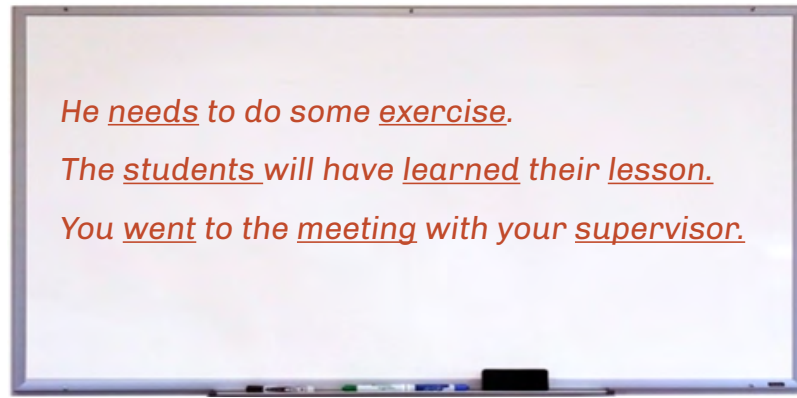 He needs to do some exercise.
The students will have learned their lesson.
You went to the meeting with your supervisor.